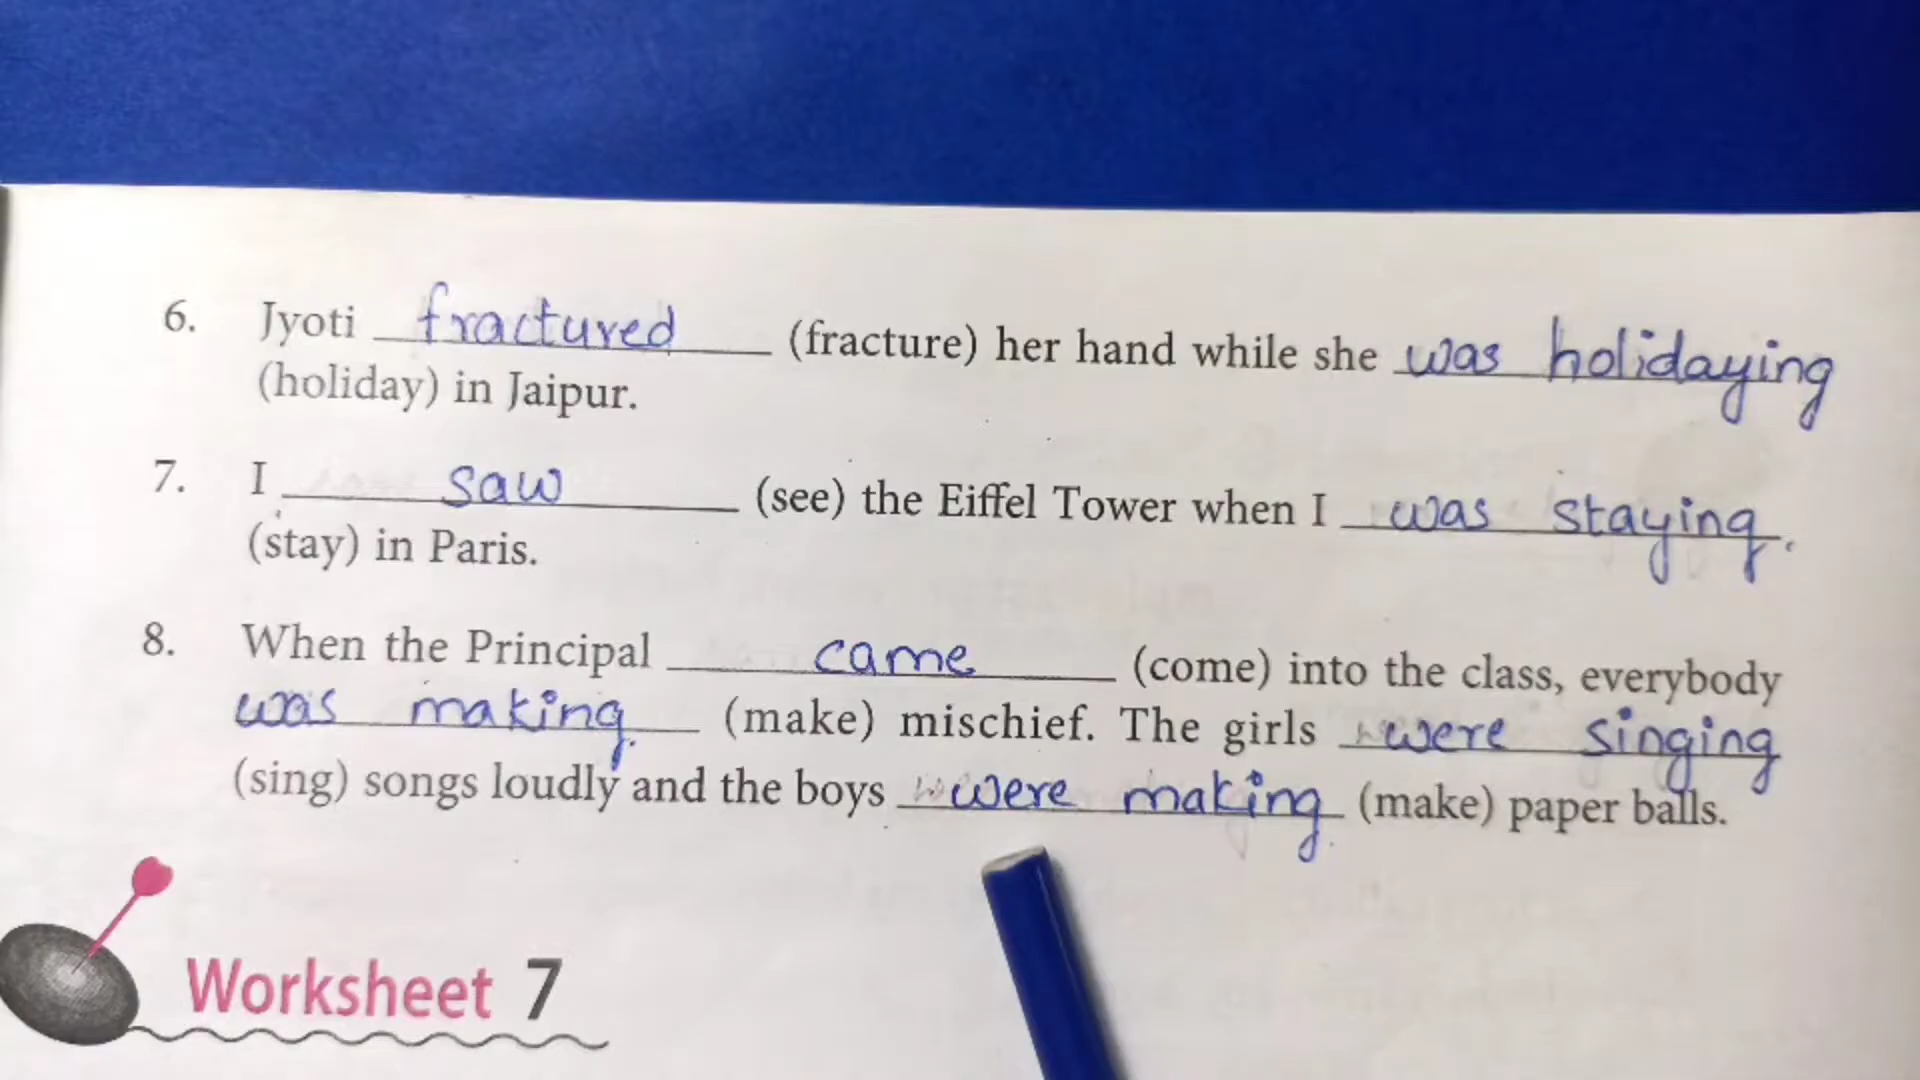 6. Jyoti fractured (fracture) her hand while she was holidaying
(holiday) in Jaipur.
7. I saw (see) the Eiffel Tower when I was staying.
(stay) in Paris.
8. When the Principal came (come) into the class, everybody
was making (make) mischief. The girls were singing
(sing) songs loudly and the boys were making (make) paper balls.
Worksheet 7